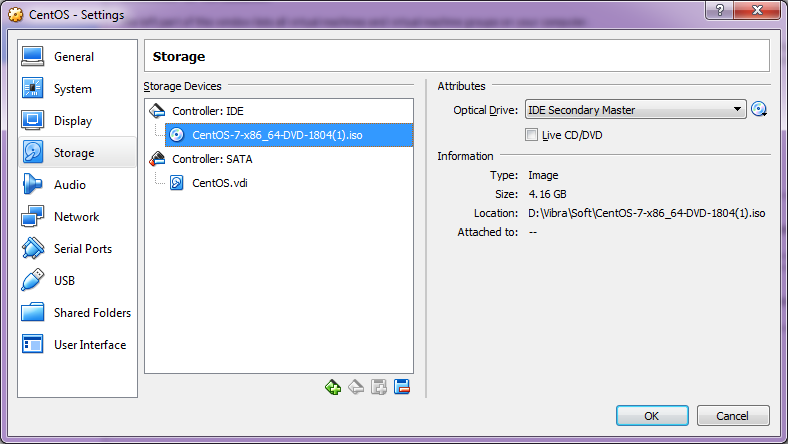 CentOS - Settings
General
System
Display
Storage
Audio
Network
Serial Ports
USB
Shared Folders
User Interface
Storage
Storage Devices
Controller: IDE
CentOS-7-x86_64-DVD-1804(1).iso
Controller: SATA
CentOS.vdi
Attributes
Optical Drive: IDE Secondary Master
Live CD/DVD
Information
Type: Image
Size: 4.16 GB
Location: D:\Vibra\Soft\CentOS-7-x86_64-DVD-1804(1).iso
Attached to: --
OK
Cancel